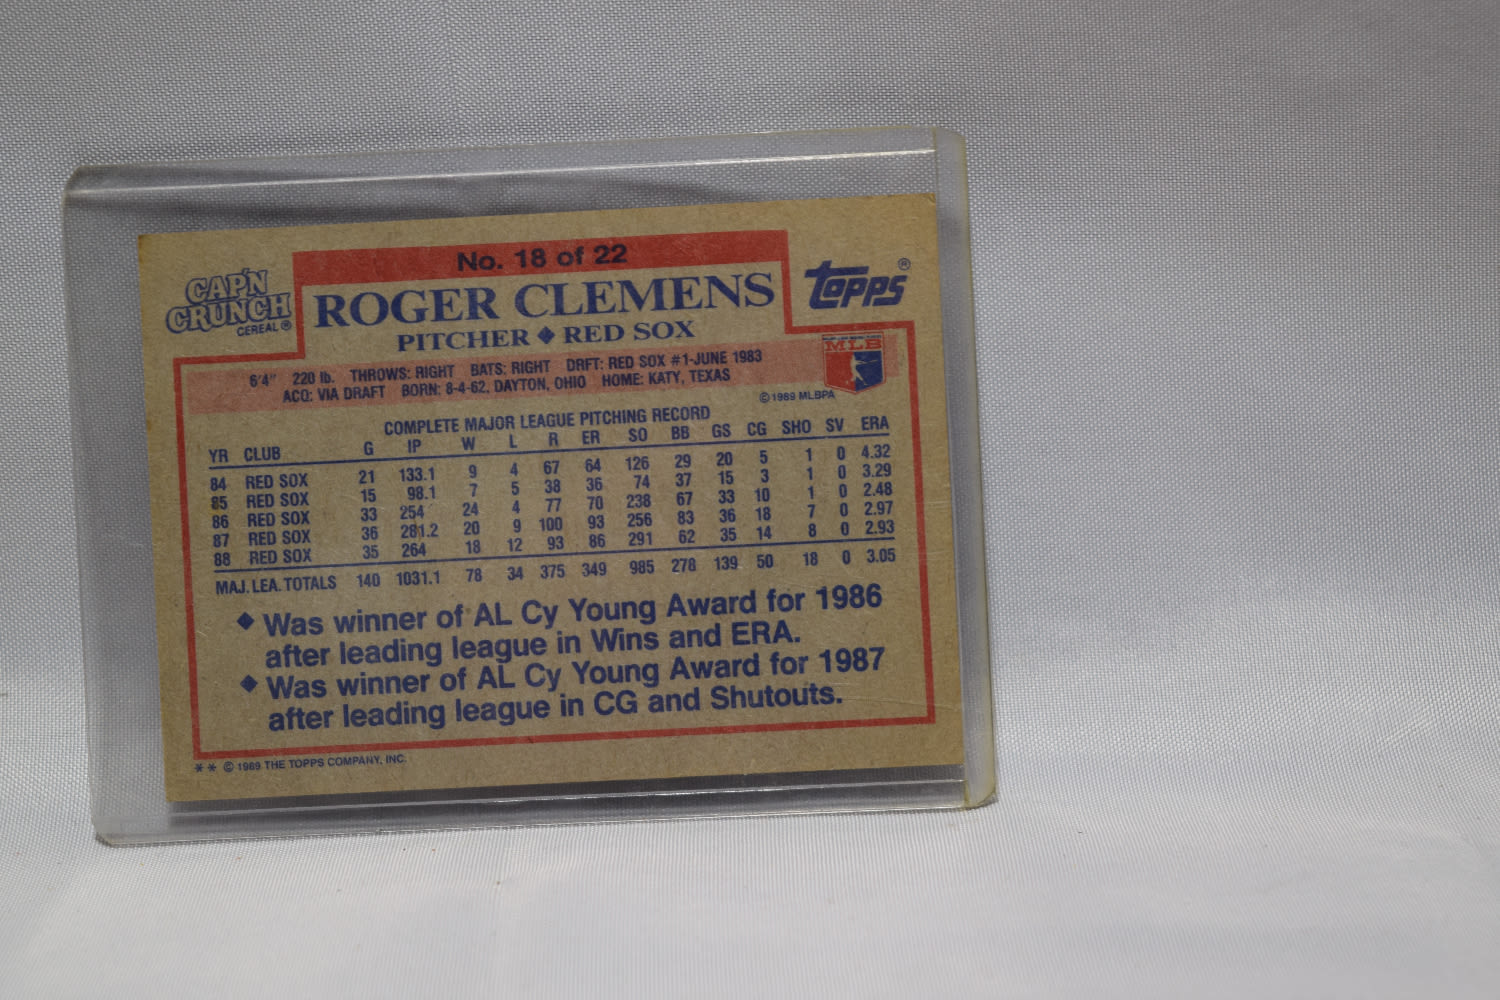 No. 18 of 22
CAP'N CRUNCH CEREAL®
ROGER CLEMENS
TOPPS®
PITCHER ◆ RED SOX
MLB
6'4" 220 lb. THROWS: RIGHT BATS: RIGHT DRFT: RED SOX #1-JUNE 1983
ACQ: VIA DRAFT BORN: 8-4-62, DAYTON, OHIO HOME: KATY, TEXAS
©1989 MLBPA
COMPLETE MAJOR LEAGUE PITCHING RECORD
YR CLUB G IP W L R ER SO BB GS CG SHO SV ERA
84 RED SOX 21 133.1 9 4 67 64 126 29 20 5 1 0 4.32
85 RED SOX 15 98.1 7 5 38 36 74 37 15 3 1 0 3.29
86 RED SOX 33 254 24 4 77 70 238 67 33 10 1 0 2.48
87 RED SOX 36 281.2 20 9 100 93 256 83 36 18 7 0 2.97
88 RED SOX 35 264 18 12 93 86 291 62 35 14 8 0 2.93
MAJ. LEA. TOTALS 140 1031.1 78 34 375 349 985 278 139 50 18 0 3.05
◆ Was winner of AL Cy Young Award for 1986
after leading league in Wins and ERA.
◆ Was winner of AL Cy Young Award for 1987
after leading league in CG and Shutouts.
** © 1989 THE TOPPS COMPANY, INC.